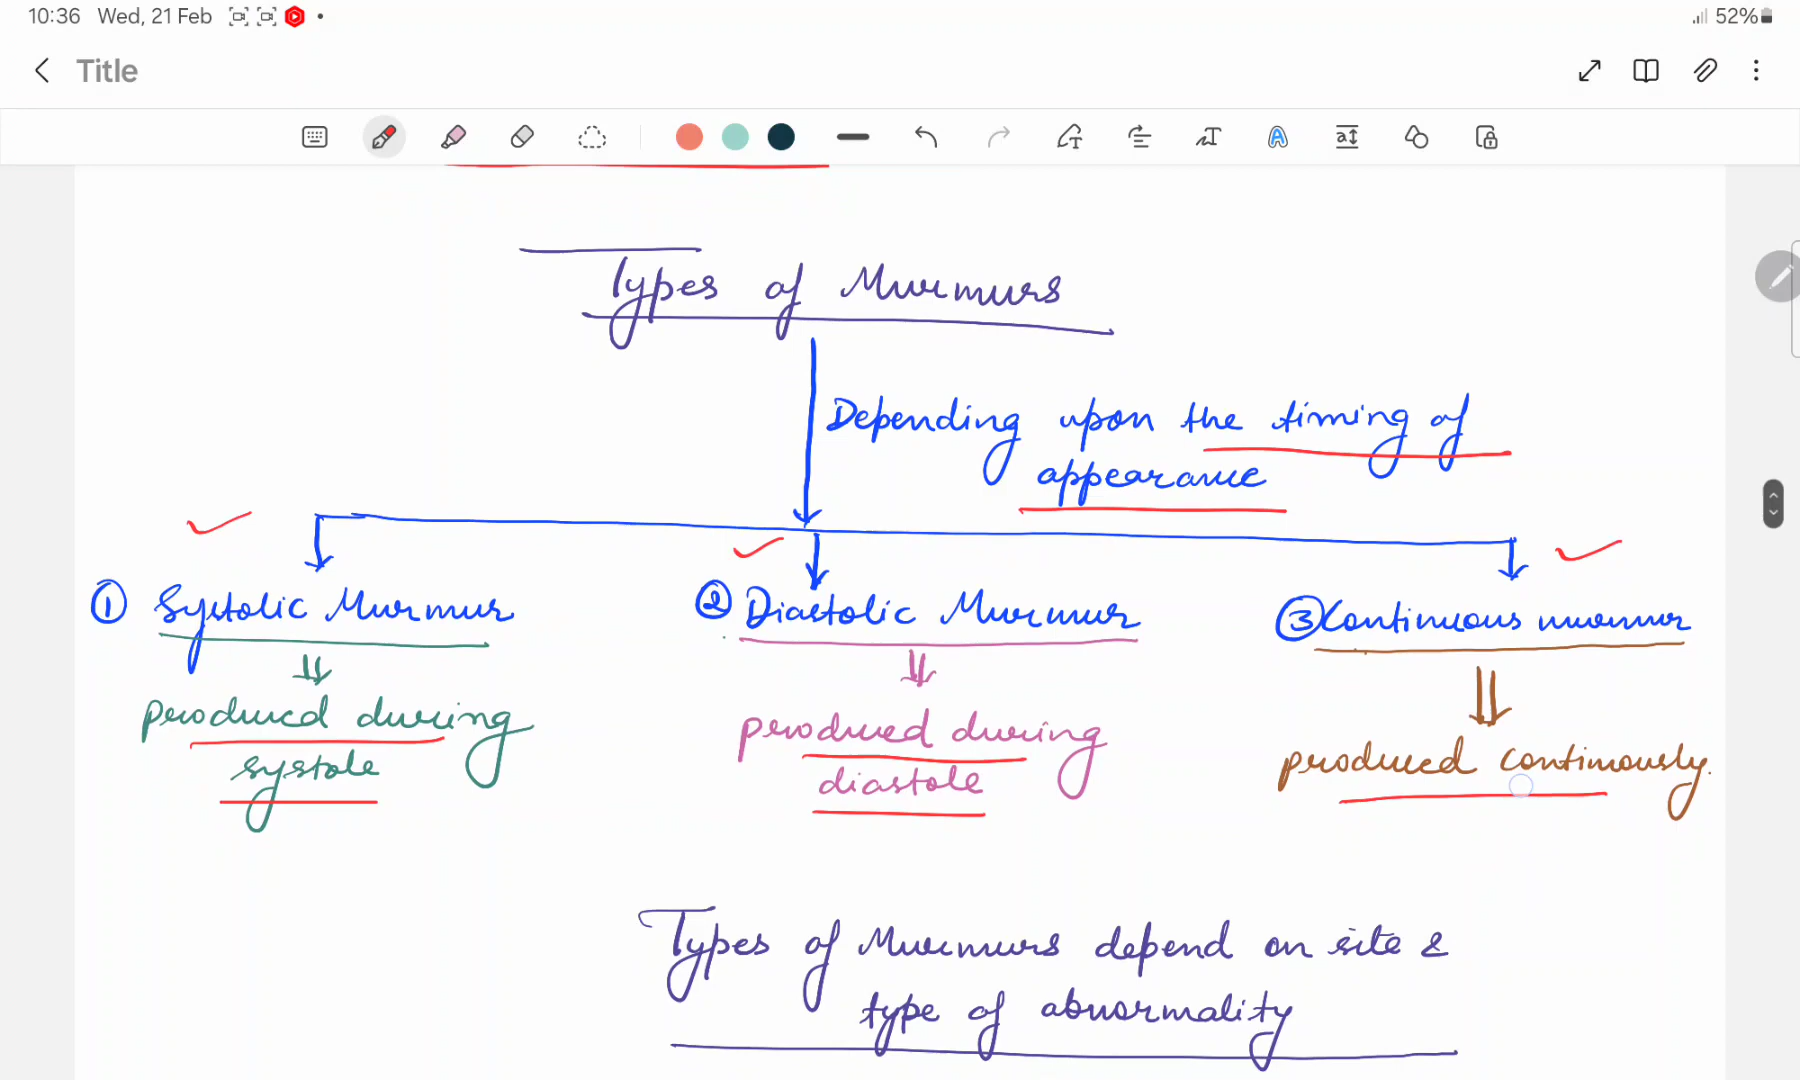 10:36 Wed, 21 Feb
52%
Title
Types of Murmurs
Depending upon the timing of
appearance
① Systolic Murmur
② Diastolic Murmur
③ Continuous murmur
produced during
systole
produced during
diastole
produced continuously.
Types of Murmurs depend on site &
type of abnormality